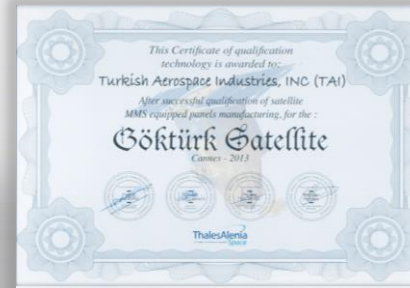 This Certificate of qualification
technology is awarded to:
Turkish Aerospace Industries, INC (TAI)
After successful qualification of satellite
MMS equipped panels manufacturing, for the :
Göktürk Satellite
Cannes - 2013
ThalesAlenia
Space